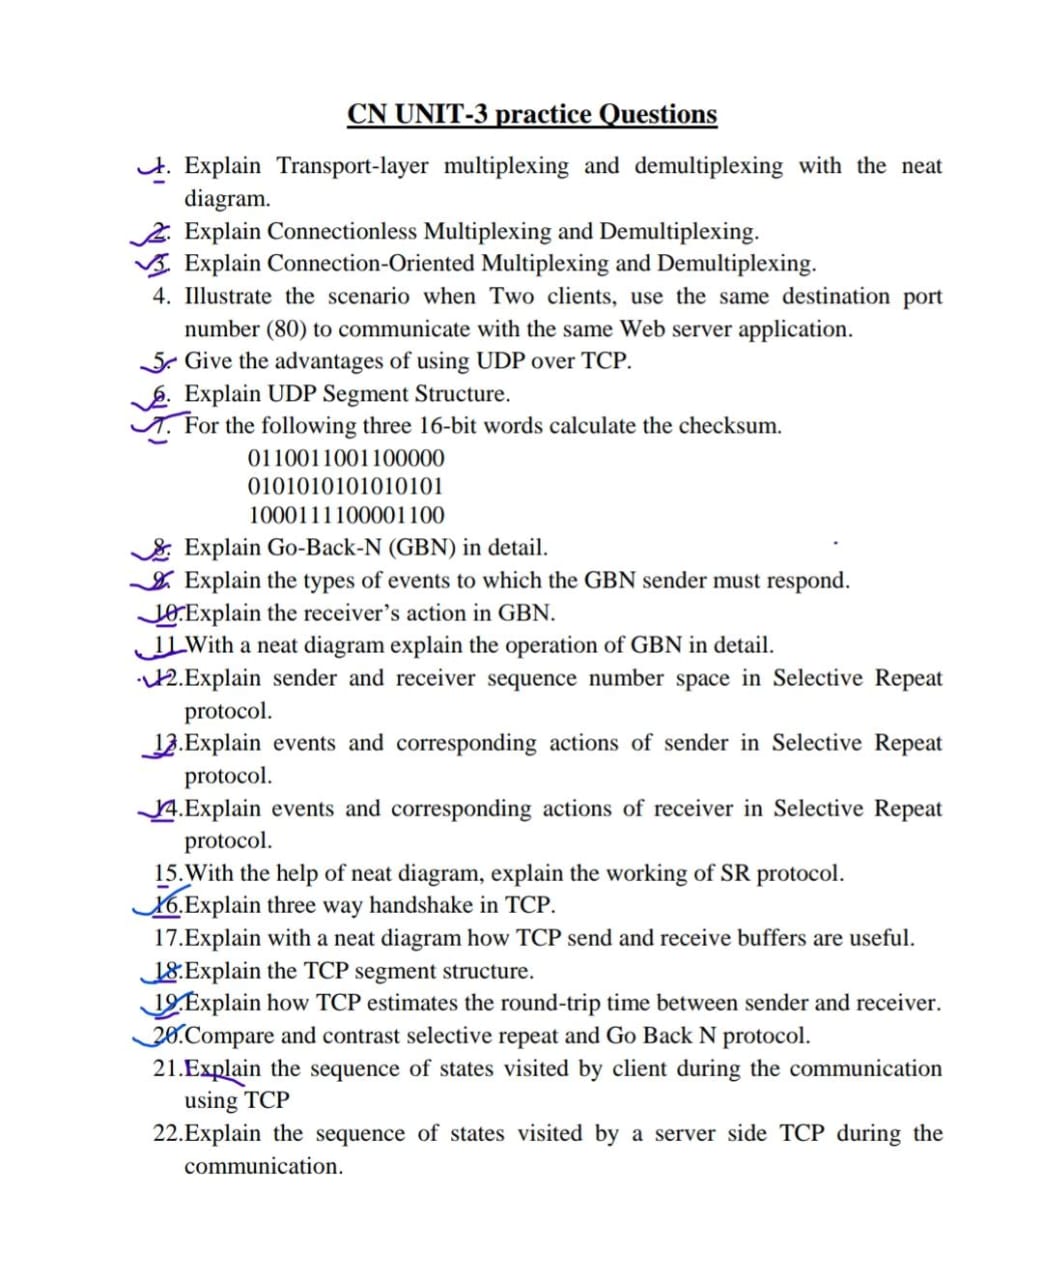 CN UNIT-3 practice Questions
1. Explain Transport-layer multiplexing and demultiplexing with the neat
diagram.
2. Explain Connectionless Multiplexing and Demultiplexing.
3. Explain Connection-Oriented Multiplexing and Demultiplexing.
4. Illustrate the scenario when Two clients, use the same destination port
number (80) to communicate with the same Web server application.
5. Give the advantages of using UDP over TCP.
6. Explain UDP Segment Structure.
7. For the following three 16-bit words calculate the checksum.
0110011001100000
0101010101010101
1000111100001100
8. Explain Go-Back-N (GBN) in detail.
9. Explain the types of events to which the GBN sender must respond.
10.Explain the receiver’s action in GBN.
11.With a neat diagram explain the operation of GBN in detail.
12.Explain sender and receiver sequence number space in Selective Repeat
protocol.
13.Explain events and corresponding actions of sender in Selective Repeat
protocol.
14.Explain events and corresponding actions of receiver in Selective Repeat
protocol.
15.With the help of neat diagram, explain the working of SR protocol.
16.Explain three way handshake in TCP.
17.Explain with a neat diagram how TCP send and receive buffers are useful.
18.Explain the TCP segment structure.
19.Explain how TCP estimates the round-trip time between sender and receiver.
20.Compare and contrast selective repeat and Go Back N protocol.
21.Explain the sequence of states visited by client during the communication
using TCP
22.Explain the sequence of states visited by a server side TCP during the
communication.